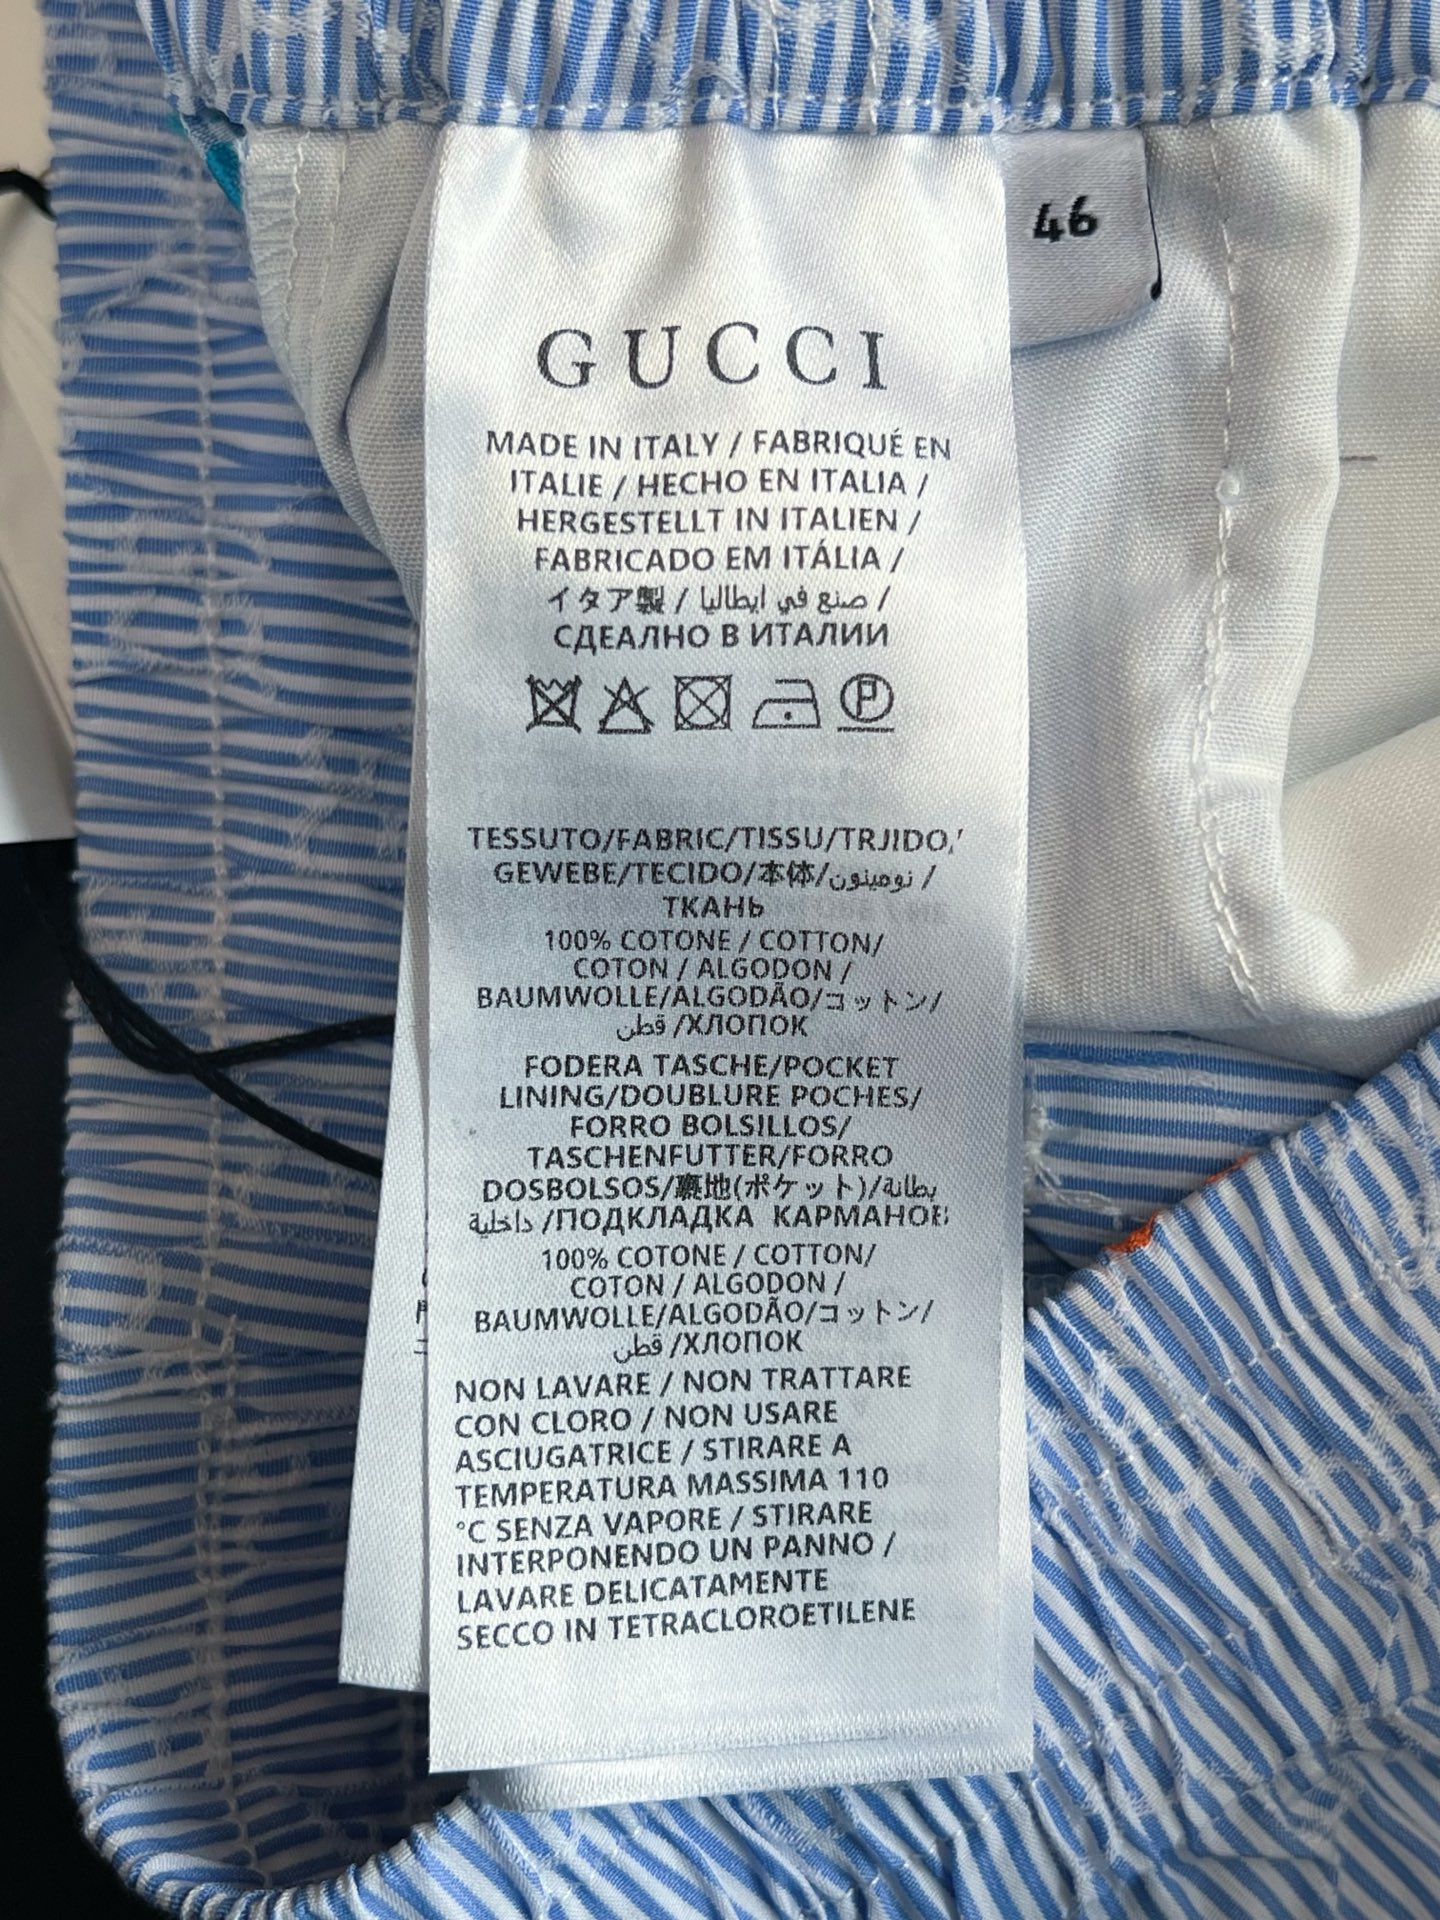 46
GUCCI
MADE IN ITALY / FABRIQUÉ EN
ITALIE / HECHO EN ITALIA /
HERGESTELLT IN ITALIEN /
FABRICADO EM ITÁLIA /
イタア製 / صنع في ايطاليا /
СДЕАЛНО В ИТАЛИИ
P
TESSUTO/FABRIC/TISSU/TRJIDO/
GEWEBE/TECIDO/本体/نومينون /
ТКАНЬ
100% COTONE / COTTON/
COTON / ALGODON /
BAUMWOLLE/ALGODÃO/コットン/
قطن /ХЛОПОК
FODERA TASCHE/POCKET
LINING/DOUBLURE POCHES/
FORRO BOLSILLOS/
TASCHENFUTTER/FORRO
DOSBOLSOS/裏地(ポケット)/بطانة
داخلية /ПОДКЛАДКА КАРМАНОВ
100% COTONE / COTTON/
COTON / ALGODON /
BAUMWOLLE/ALGODÃO/コットン/
قطن /ХЛОПОК
NON LAVARE / NON TRATTARE
CON CLORO / NON USARE
ASCIUGATRICE / STIRARE A
TEMPERATURA MASSIMA 110
°C SENZA VAPORE / STIRARE
INTERPONENDO UN PANNO /
LAVARE DELICATAMENTE
SECCO IN TETRACLOROETILENE